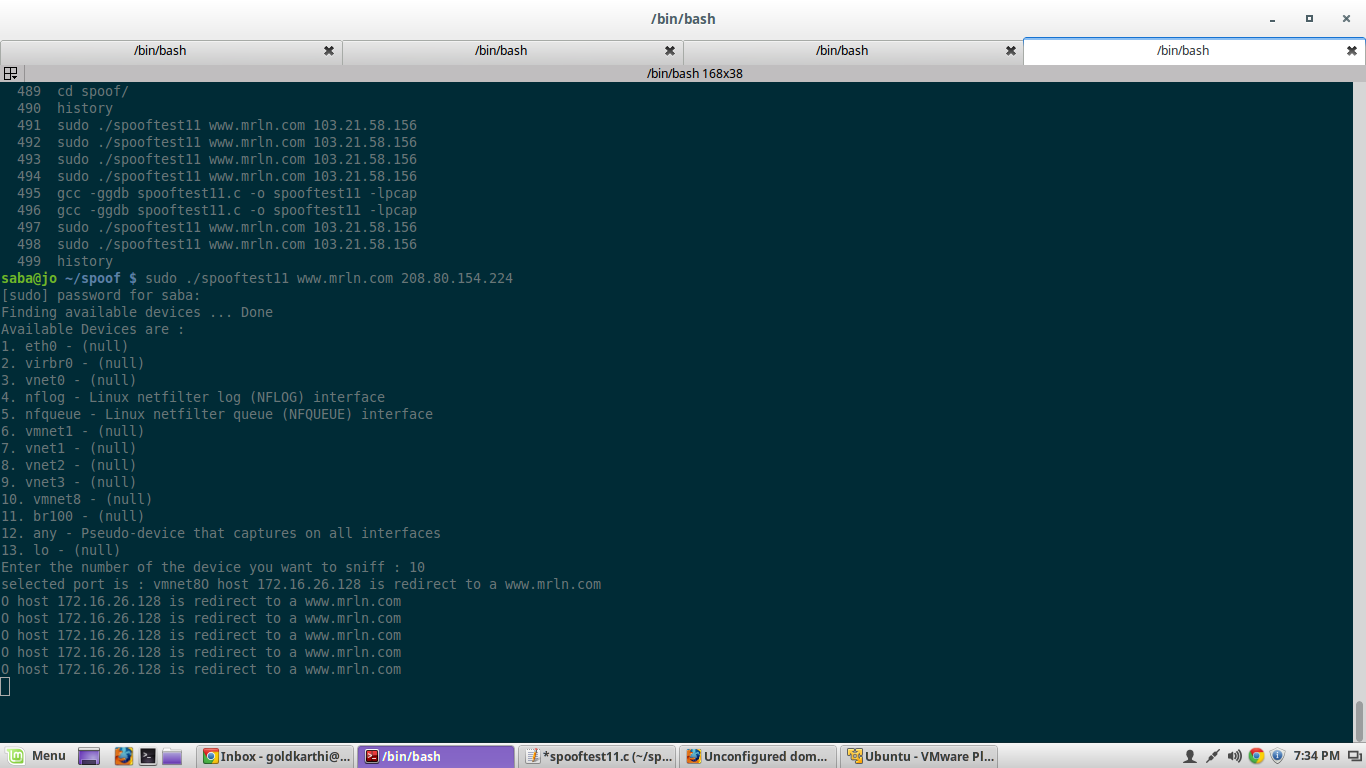 /bin/bash
/bin/bash
/bin/bash
/bin/bash
/bin/bash
/bin/bash 168x38
489 cd spoof/
490 history
491 sudo ./spooftest11 www.mrln.com 103.21.58.156
492 sudo ./spooftest11 www.mrln.com 103.21.58.156
493 sudo ./spooftest11 www.mrln.com 103.21.58.156
494 sudo ./spooftest11 www.mrln.com 103.21.58.156
495 gcc -ggdb spooftest11.c -o spooftest11 -lpcap
496 gcc -ggdb spooftest11.c -o spooftest11 -lpcap
497 sudo ./spooftest11 www.mrln.com 103.21.58.156
498 sudo ./spooftest11 www.mrln.com 103.21.58.156
499 history
saba@jo ~/spoof $ sudo ./spooftest11 www.mrln.com 208.80.154.224
[sudo] password for saba:
Finding available devices ... Done
Available Devices are :
1. eth0 - (null)
2. virbr0 - (null)
3. vnet0 - (null)
4. nflog - Linux netfilter log (NFLOG) interface
5. nfqueue - Linux netfilter queue (NFQUEUE) interface
6. vmnet1 - (null)
7. vnet1 - (null)
8. vnet2 - (null)
9. vnet3 - (null)
10. vmnet8 - (null)
11. br100 - (null)
12. any - Pseudo-device that captures on all interfaces
13. lo - (null)
Enter the number of the device you want to sniff : 10
selected port is : vmnet8O host 172.16.26.128 is redirect to a www.mrln.com
O host 172.16.26.128 is redirect to a www.mrln.com
O host 172.16.26.128 is redirect to a www.mrln.com
O host 172.16.26.128 is redirect to a www.mrln.com
O host 172.16.26.128 is redirect to a www.mrln.com
O host 172.16.26.128 is redirect to a www.mrln.com
Menu
Inbox - goldkarthi@...
/bin/bash
*spooftest11.c (~/sp...
Unconfigured dom...
Ubuntu - VMware Pl...
7:34 PM